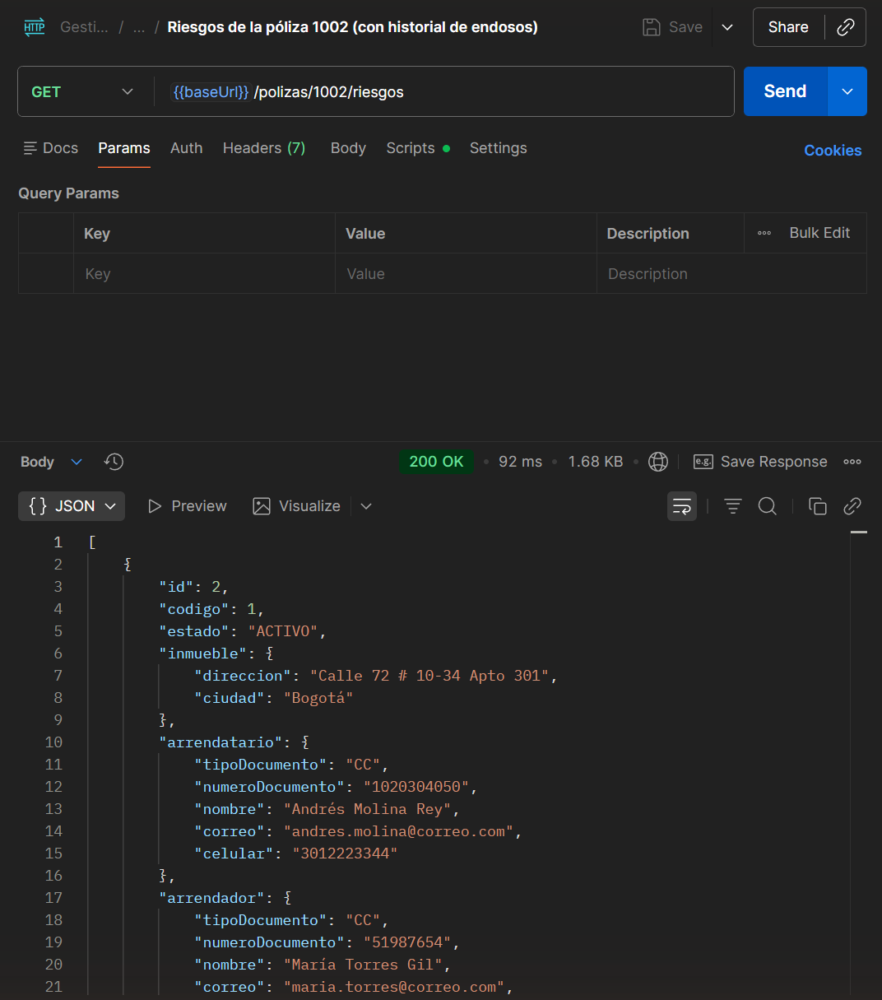 HTTP Gesti... / ... / Riesgos de la póliza 1002 (con historial de endosos) Save Share
GET {{baseUrl}} /polizas/1002/riesgos Send
Docs Params Auth Headers (7) Body Scripts Settings Cookies
Query Params
Key Value Description Bulk Edit
Key Value Description
Body 200 OK 92 ms 1.68 KB e.g. Save Response
{} JSON Preview Visualize
1 [
2 {
3 "id": 2,
4 "codigo": 1,
5 "estado": "ACTIVO",
6 "inmueble": {
7 "direccion": "Calle 72 # 10-34 Apto 301",
8 "ciudad": "Bogotá"
9 },
10 "arrendatario": {
11 "tipoDocumento": "CC",
12 "numeroDocumento": "1020304050",
13 "nombre": "Andrés Molina Rey",
14 "correo": "andres.molina@correo.com",
15 "celular": "3012223344"
16 },
17 "arrendador": {
18 "tipoDocumento": "CC",
19 "numeroDocumento": "51987654",
20 "nombre": "María Torres Gil",
21 "correo": "maria.torres@correo.com",